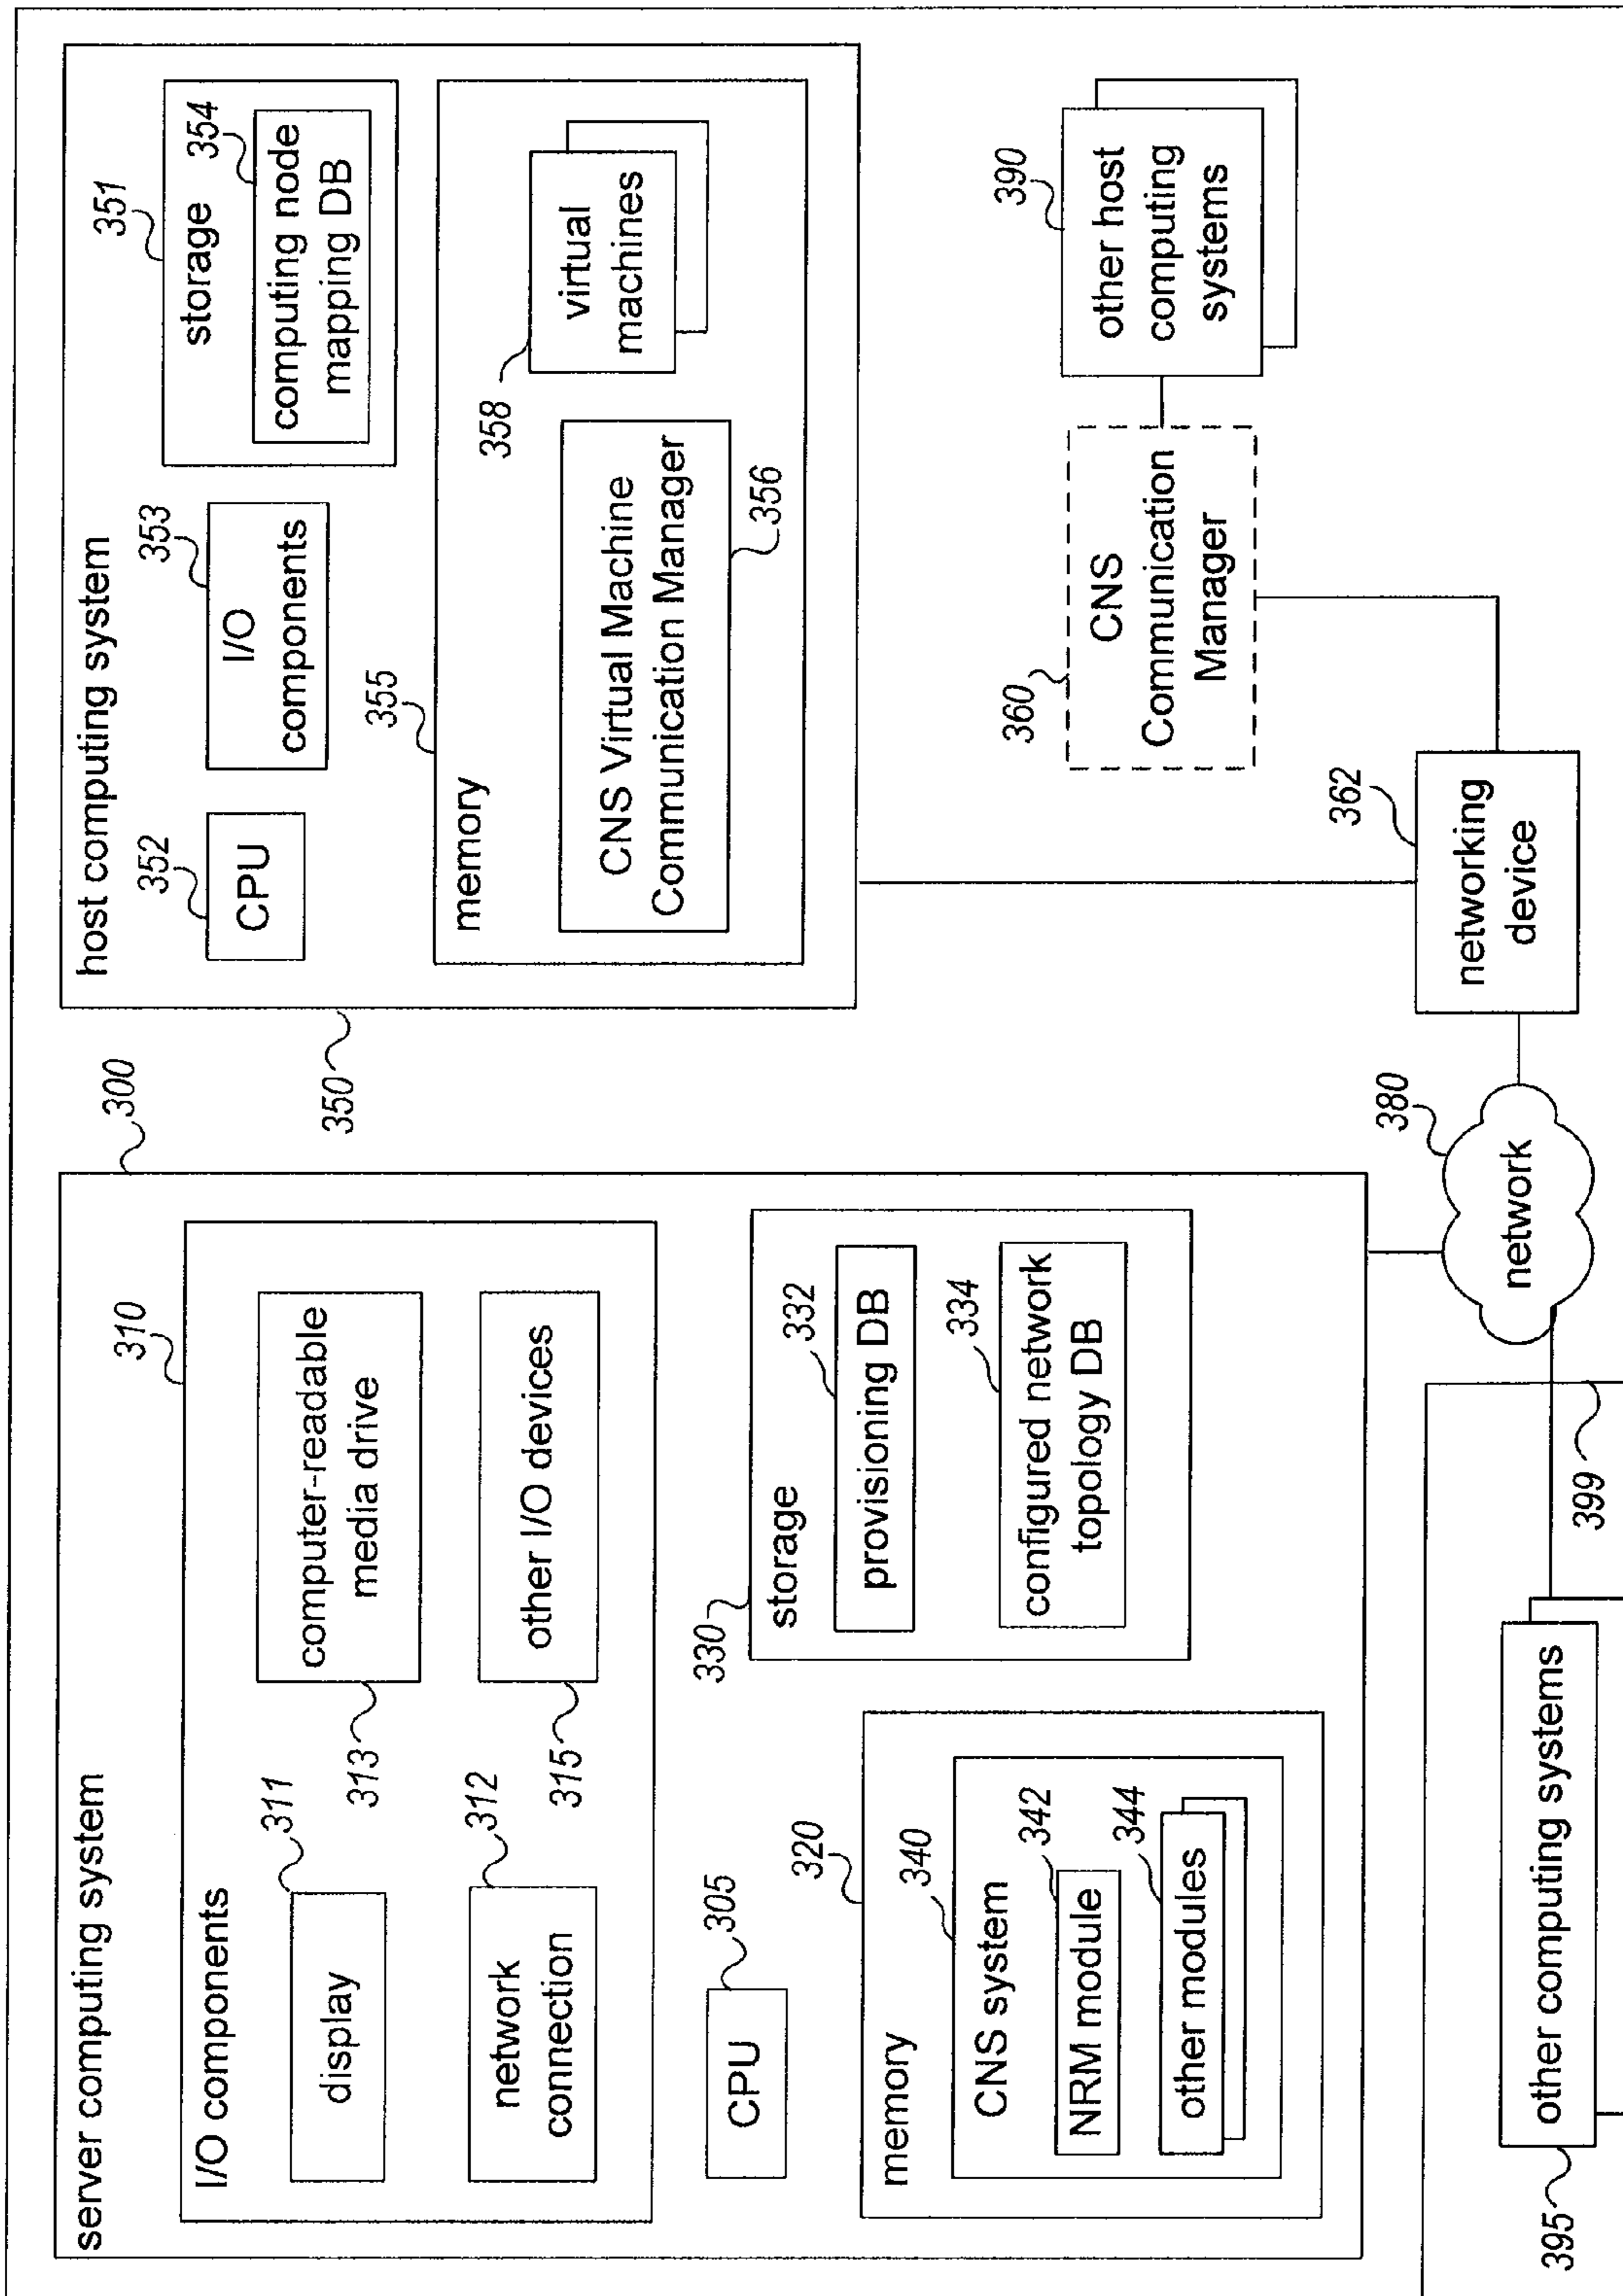 server computing system
300
I/O components
310
display
311
computer-readable
media drive
313
network
connection
312
other I/O devices
315
CPU
305
memory
320
CNS system
340
NRM module
342
other modules
344
storage
330
provisioning DB
332
configured network
topology DB
334
host computing system
350
CPU
352
I/O
components
353
storage
351
computing node
mapping DB
354
memory
355
CNS Virtual Machine
Communication Manager
356
virtual
machines
358
CNS
Communication
Manager
360
other host
computing
systems
390
networking
device
362
network
380
other computing systems
395
399